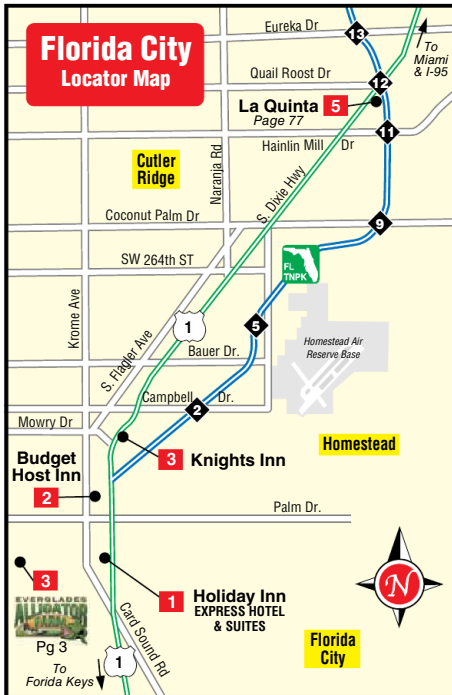 Florida City
Locator Map
Eureka Dr
13
To
Miami
& I-95
Quail Roost Dr
12
La Quinta 5
Page 77
11
Hainlin Mill Dr
Cutler
Ridge
Naranja Rd
S. Dixie Hwy
Coconut Palm Dr
9
SW 264th ST
FL
TNPK
Krome Ave
S. Flagler Ave
1
5
Homestead Air
Reserve Base
Bauer Dr.
Campbell Dr.
2
Mowry Dr
Homestead
3 Knights Inn
Budget
Host Inn
2
Palm Dr.
3
EVERGLADES
ALLIGATOR
FARM
Pg 3
1 Holiday Inn
EXPRESS HOTEL
& SUITES
N
Card Sound Rd
Florida
City
1
To
Forida Keys